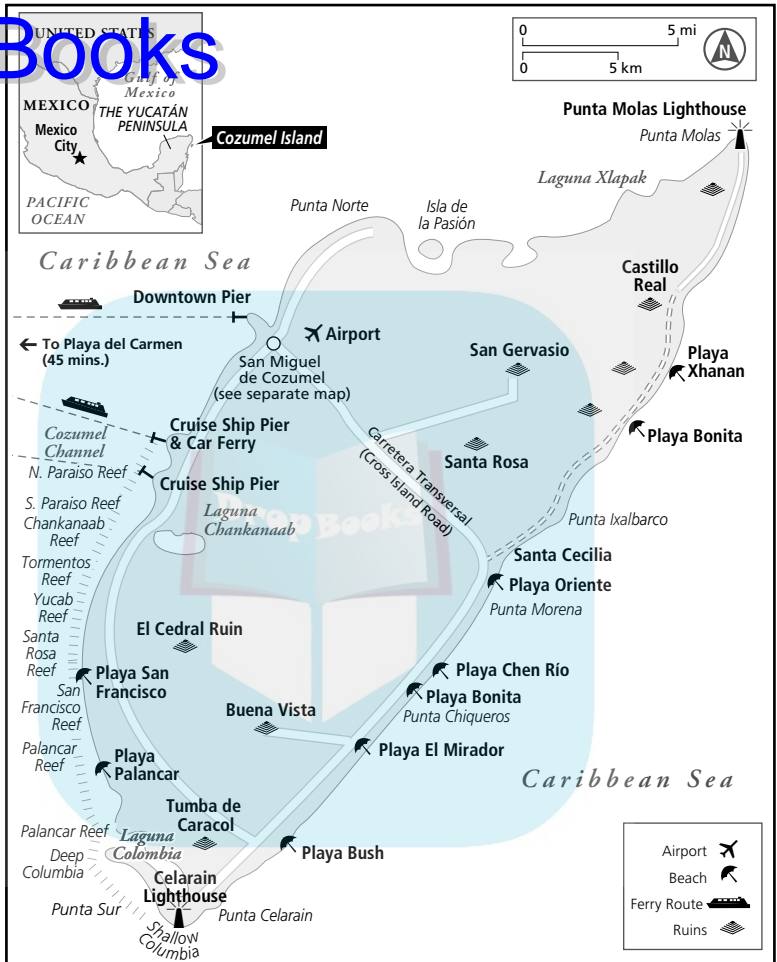 Books
UNITED STATES
Gulf of
Mexico
MEXICO
THE YUCATÁN
PENINSULA
Mexico
City
Cozumel Island
PACIFIC
OCEAN
0 5 mi
0 5 km
N
Punta Molas Lighthouse
Punta Molas
Laguna Xlapak
Punta Norte
Isla de
la Pasión
Caribbean Sea
Castillo
Real
Downtown Pier
Airport
To Playa del Carmen
(45 mins.)
San Miguel
de Cozumel
(see separate map)
San Gervasio
Playa
Xhanan
Cruise Ship Pier
& Car Ferry
Cozumel
Channel
Carretera Transversal
(Cross Island Road)
Playa Bonita
N. Paraiso Reef
Cruise Ship Pier
Santa Rosa
S. Paraiso Reef
Laguna
Chankanaab
Drop Books
Chankanaab
Reef
Punta Ixalbarco
Tormentos
Reef
Santa Cecilia
Playa Oriente
Yucab
Reef
Punta Morena
El Cedral Ruin
Santa
Rosa
Reef
Playa San
Francisco
Playa Chen Río
San
Francisco
Reef
Playa Bonita
Punta Chiqueros
Buena Vista
Palancar
Reef
Playa
Palancar
Playa El Mirador
Caribbean Sea
Tumba de
Caracol
Palancar Reef
Laguna
Colombia
Deep
Columbia
Playa Bush
Celarain
Lighthouse
Punta Sur
Punta Celarain
Shallow
Columbia
Airport
Beach
Ferry Route
Ruins